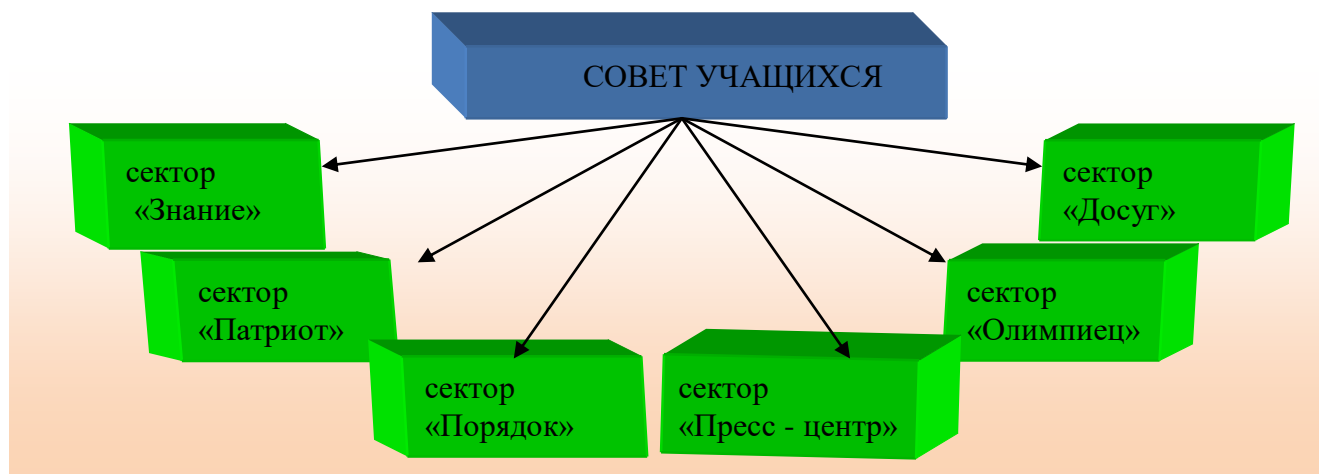 СОВЕТ УЧАЩИХСЯ
сектор
«Знание»
сектор
«Патриот»
сектор
«Порядок»
сектор
«Пресс - центр»
сектор
«Олимпиец»
сектор
«Досуг»